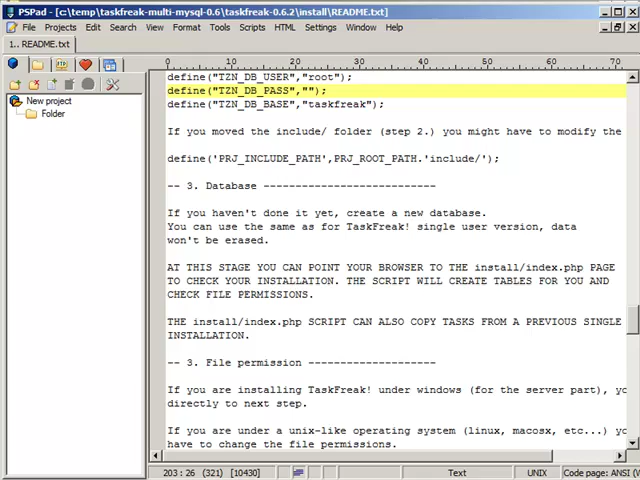 PSPad - [c:\temp\taskfreak-multi-mysql-0.6\taskfreak-0.6.2\install\README.txt]
File Projects Edit Search View Format Tools Scripts HTML Settings Window Help
1.. README.txt
0 10 20 30 40 50 60 70 80
New project
Folder
define("TZN_DB_USER","root");
define("TZN_DB_PASS","");
define("TZN_DB_BASE","taskfreak");
If you moved the include/ folder (step 2.) you might have to modify the
define('PRJ_INCLUDE_PATH',PRJ_ROOT_PATH.'include/');
-- 3. Database --------------------------
If you haven't done it yet, create a new database.
You can use the same as for TaskFreak! single user version, data
won't be erased.
AT THIS STAGE YOU CAN POINT YOUR BROWSER TO THE install/index.php PAGE
TO CHECK YOUR INSTALLATION. THE SCRIPT WILL CREATE TABLES FOR YOU AND
CHECK FILE PERMISSIONS.
THE install/index.php SCRIPT CAN ALSO COPY TASKS FROM A PREVIOUS SINGLE
INSTALLATION.
-- 3. File permission -------------------
If you are installing TaskFreak! under windows (for the server part), yo
directly to next step.
If you are under a unix-like operating system (linux, macosx, etc...) yo
have to change the file permissions.
203 : 26 (321) [10430] Text UNIX Code page: ANSI (W